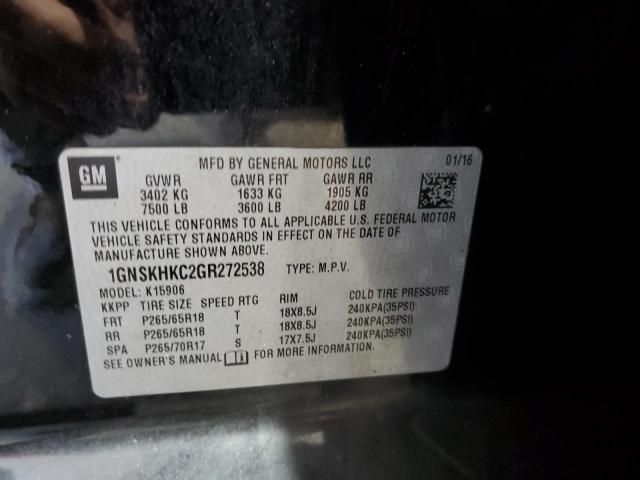 GM
MFD BY GENERAL MOTORS LLC 01/16
GVWR GAWR FRT GAWR RR
3402 KG 1633 KG 1905 KG
7500 LB 3600 LB 4200 LB
THIS VEHICLE CONFORMS TO ALL APPLICABLE U.S. FEDERAL MOTOR
VEHICLE SAFETY STANDARDS IN EFFECT ON THE DATE OF
MANUFACTURE SHOWN ABOVE.
1GNSKHKC2GR272538 TYPE: M.P.V.
MODEL: K15906
KKPP TIRE SIZE SPEED RTG RIM COLD TIRE PRESSURE
FRT P265/65R18 T 18X8.5J 240KPA(35PSI)
RR P265/65R18 T 18X8.5J 240KPA(35PSI)
SPA P265/70R17 S 17X7.5J 240KPA(35PSI)
SEE OWNER'S MANUAL FOR MORE INFORMATION.